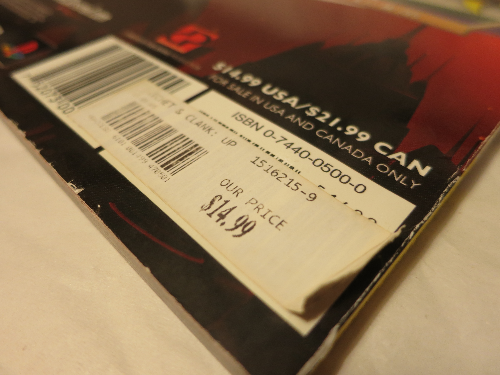 $14.99 USA/$21.99 CAN
FOR SALE IN USA AND CANADA ONLY
ISBN 0-7440-0500-0
& CLANK: UP
1516215-9
OUR PRICE
$14.99